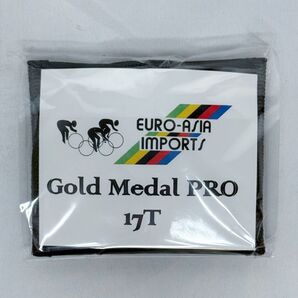 EURO-ASIA
IMPORTS
Gold Medal PRO
17T